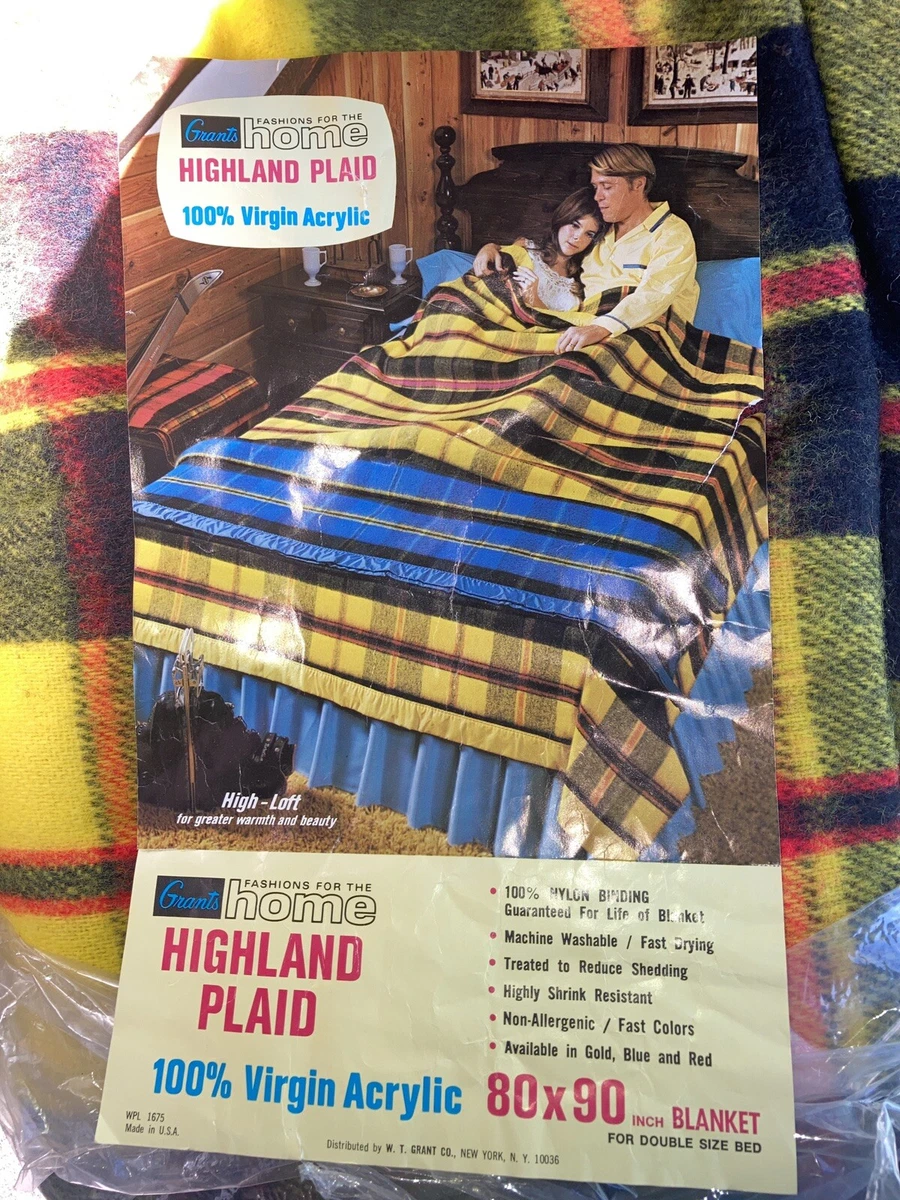 Grants FASHIONS FOR THE home
HIGHLAND PLAID
100% Virgin Acrylic
High-Loft
for greater warmth and beauty
Grants FASHIONS FOR THE home
HIGHLAND
PLAID
100% Virgin Acrylic
• 100% NYLON BINDING
Guaranteed For Life of Blanket
• Machine Washable / Fast Drying
• Treated to Reduce Shedding
• Highly Shrink Resistant
• Non-Allergenic / Fast Colors
• Available in Gold, Blue and Red
80x90 INCH BLANKET
FOR DOUBLE SIZE BED
WPL 1675
Made in U.S.A.
Distributed by W. T. GRANT CO., NEW YORK, N. Y. 10036